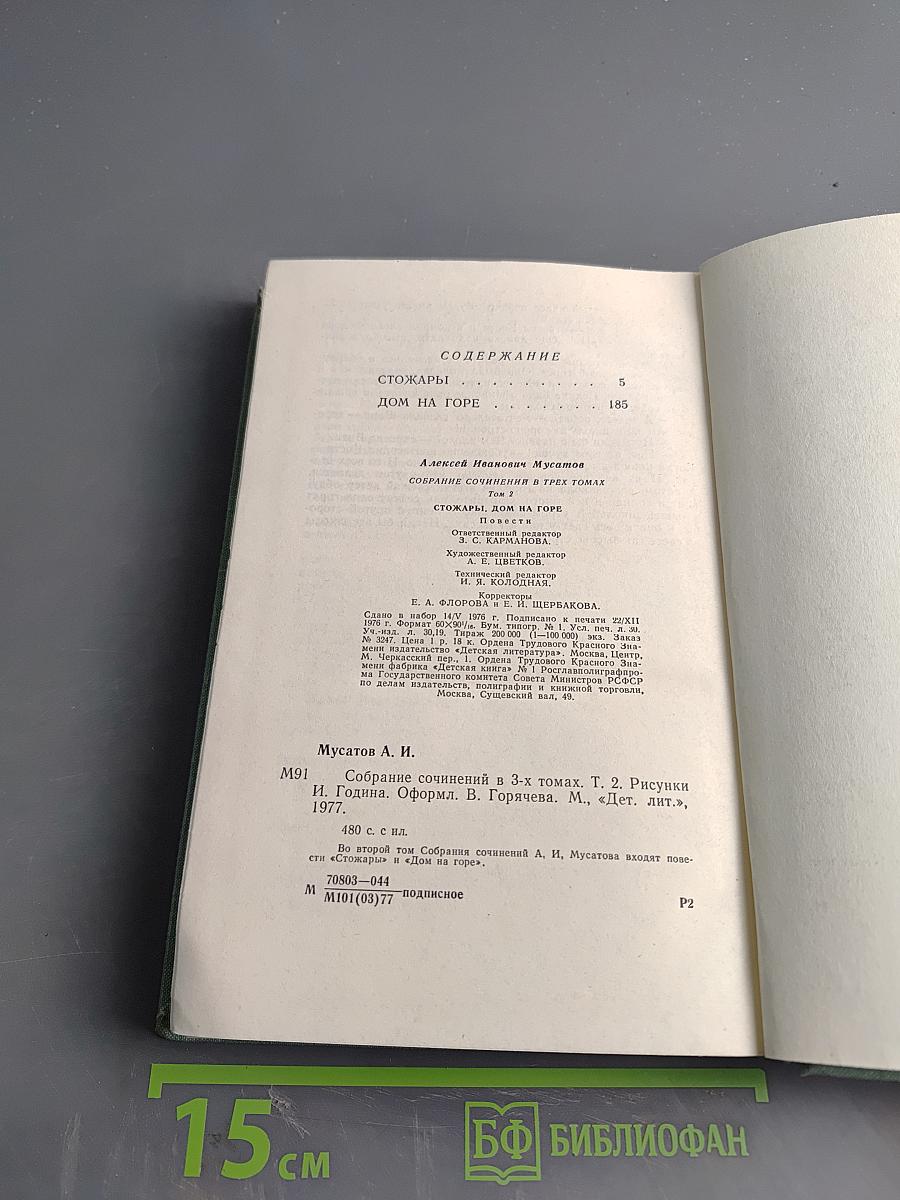 СОДЕРЖАНИЕ
СТОЖАРЫ . . . . . . . . . . 5
ДОМ НА ГОРЕ . . . . . . . 185
Алексей Иванович Мусатов
СОБРАНИЕ СОЧИНЕНИИ В ТРЕХ ТОМАХ
Том 2
СТОЖАРЫ, ДОМ НА ГОРЕ
Повести
Ответственный редактор
З. С. КАРМАНОВА.
Художественный редактор
А. Е. ЦВЕТКОВ.
Технический редактор
И. Я. КОЛОДНАЯ.
Корректоры
Е. А. ФЛОРОВА и Е. И. ЩЕРБАКОВА.
Сдано в набор 14/V 1976 г. Подписано к печати 22/XII
1976 г. Формат 60×90¹/₁₆. Бум. типогр. № 1. Усл. печ. л. 30.
Уч.-изд. л. 30,19. Тираж 200 000 (1—100 000) экз. Заказ
№ 3247. Цена 1 р. 18 к. Ордена Трудового Красного Зна-
мени издательство «Детская литература». Москва, Центр,
М. Черкасский пер., 1. Ордена Трудового Красного Зна-
мени фабрика «Детская книга» № 1 Росглавполиграфпро-
ма Государственного комитета Совета Министров РСФСР
по делам издательств, полиграфии и книжной торговли.
Москва, Сущевский вал, 49.
Мусатов А. И.
М91 Собрание сочинений в 3-х томах. Т. 2. Рисунки
И. Година. Оформл. В. Горячева. М., «Дет. лит.»,
1977.
480 с. с ил.
Во второй том Собрания сочинений А, И, Мусатова входят пове-
сти «Стожары» и «Дом на горе».
М 70803—044
М101(03)77 —подписное
Р2
15 см
БФ БИБЛИОФАН